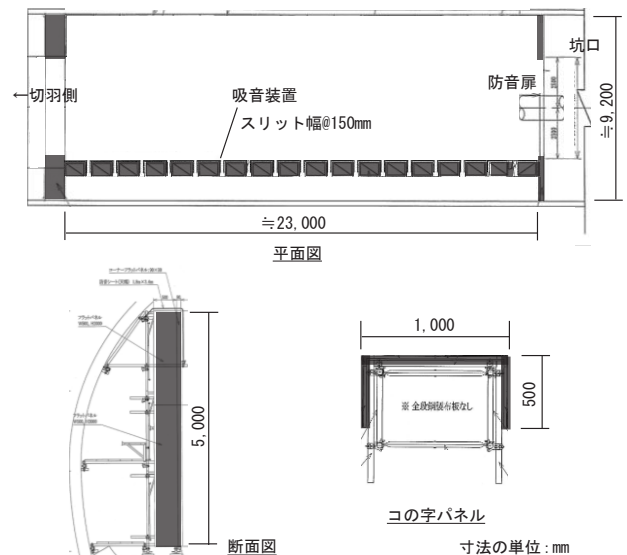 坑口
防音扉
←切羽側
吸音装置
スリット幅@150mm
≒9,200
≒23,000
平面図
5,000
断面図
1,000
500
※ 全段側鋼布板なし
コの字パネル
寸法の単位：mm